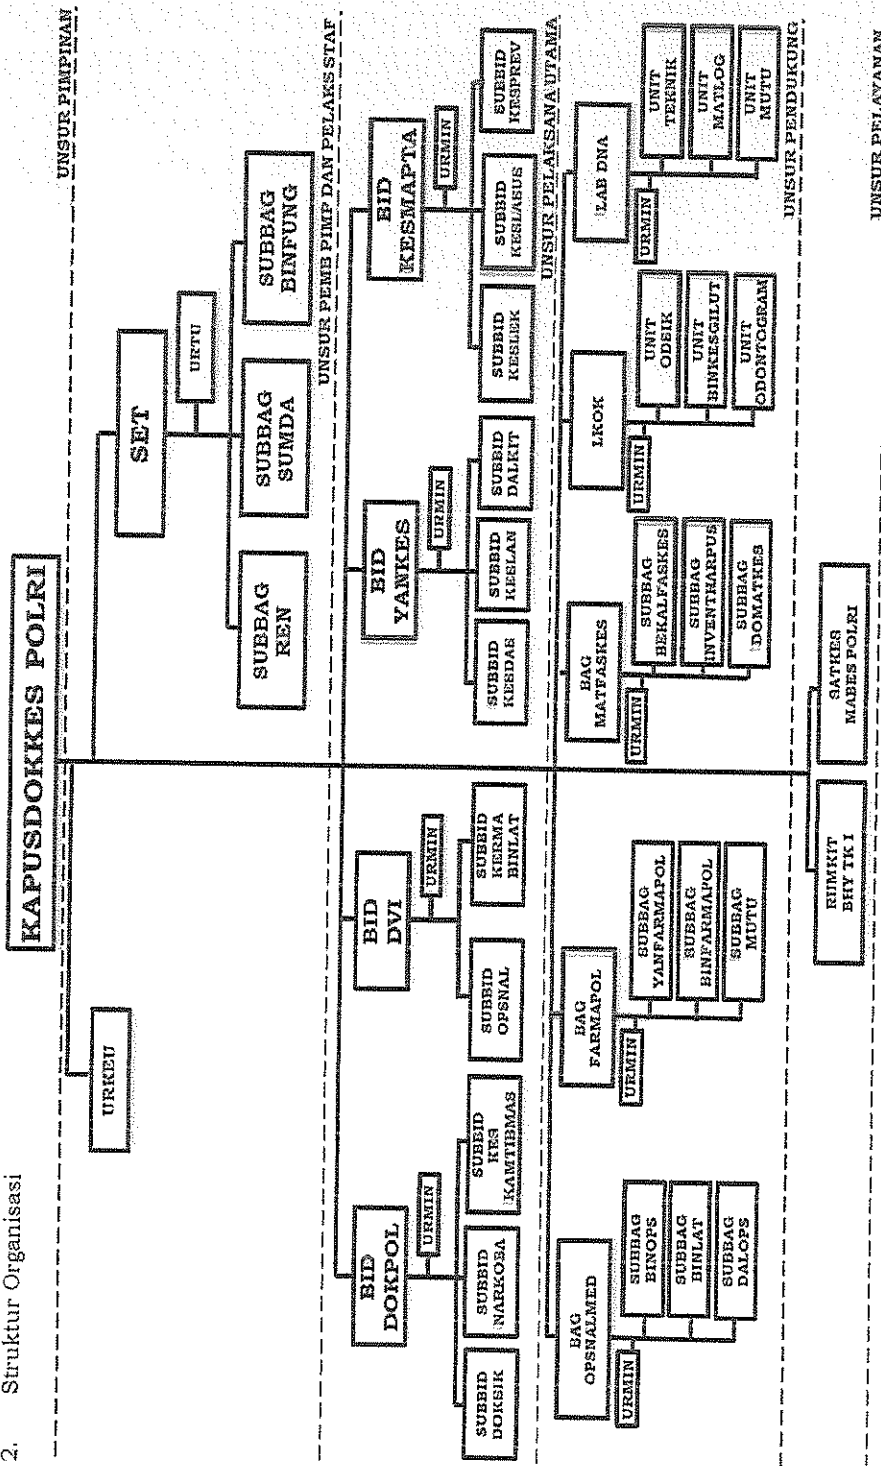 2. Struktur Organisasi
KAPUSDOKKES POLRI
UNSUR PIMPINAN
URKEU
SET
URTU
SUBBAG
REN
SUBBAG
SUMDA
SUBBAG
BINFUNG
UNSUR PEMB PIMP DAN PELAKS STAF
BID
DOKPOL
URMIN
SUBBID
DOKSIK
SUBBID
NARKOBA
SUBBID
KES
KAMTIBMAS
BID
DVI
URMIN
SUBBID
OPSNAL
SUBBID
KERMA
BINLAT
BID
YANKES
URMIN
SUBBID
KESDAS
SUBBID
KESLAN
SUBBID
DALKIT
BID
KESMAPTA
URMIN
SUBBID
KESLEK
SUBBID
KESLASUS
SUBBID
KESPREV
UNSUR PELAKSANA UTAMA
BAG
OPSNALMED
URMIN
SUBBAG
BINOPS
SUBBAG
BINLAT
SUBBAG
DALOPS
BAG
FARMAPOL
URMIN
SUBBAG
YANFARMAPOL
SUBBAG
BINFARMAPOL
SUBBAG
MUTU
BAG
MATFASKES
URMIN
SUBBAG
BEKALFASKES
SUBBAG
INVENTHARPUS
SUBBAG
DOMATKES
LKOK
URMIN
UNIT
ODSIK
UNIT
BINKESGILUT
UNIT
ODONTOGRAM
LAB DNA
URMIN
UNIT
TEKNIK
UNIT
MATLOG
UNIT
MUTU
UNSUR PENDUKUNG
RUMKIT
BHY TK I
SATKES
MABES POLRI
UNSUR PELAYANAN